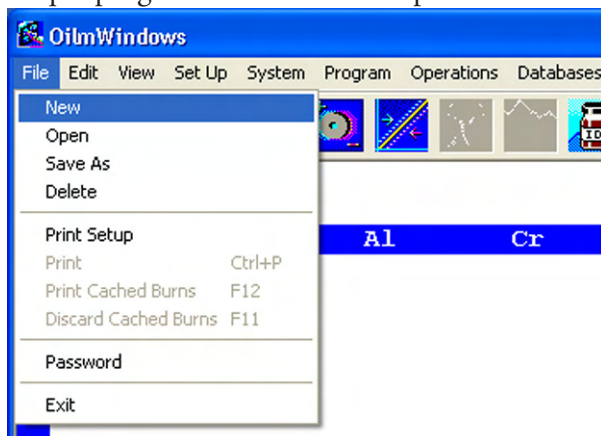 OilmWindows
File Edit View Set Up System Program Operations Databases
New
Open
Save As
Delete
Print Setup
Print Ctrl+P
Print Cached Burns F12
Discard Cached Burns F11
Password
Exit
Al Cr